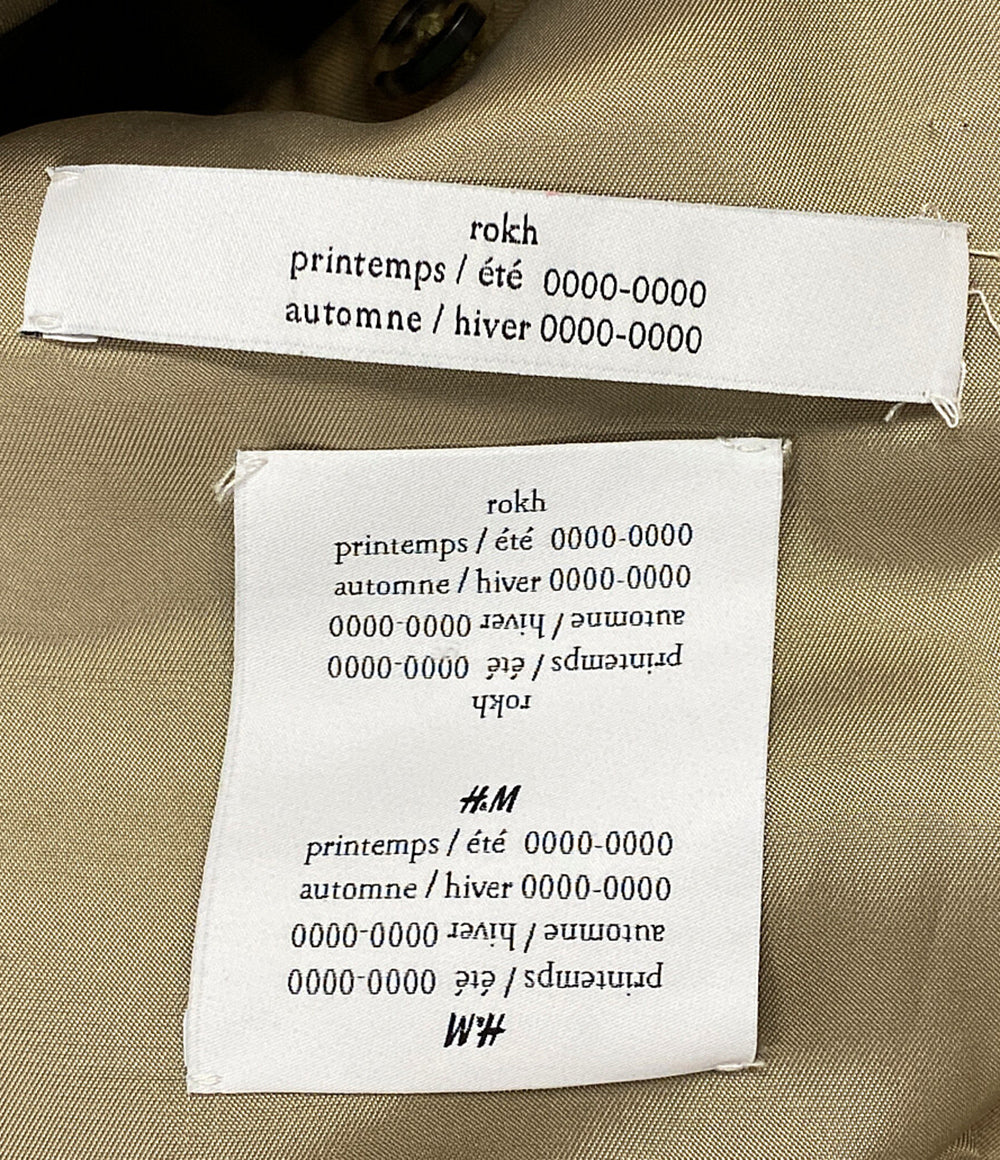 rokh
printemps / été 0000-0000
automne / hiver 0000-0000
rokh
printemps / été 0000-0000
automne / hiver 0000-0000
automne / hiver 0000-0000
printemps / été 0000-0000
rokh
H&M
printemps / été 0000-0000
automne / hiver 0000-0000
automne / hiver 0000-0000
printemps / été 0000-0000
H&M